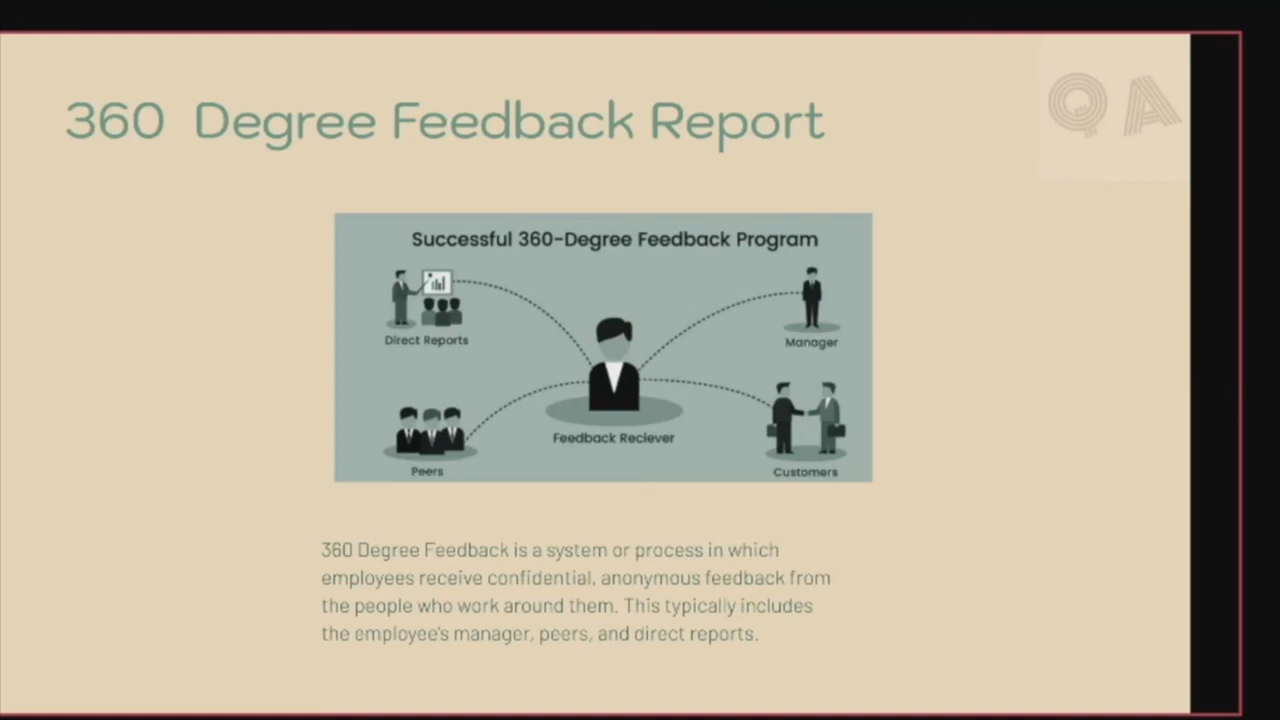 360 Degree Feedback Report
QA
Successful 360-Degree Feedback Program
Direct Reports
Manager
Feedback Reciever
Peers
Customers
360 Degree Feedback is a system or process in which
employees receive confidential, anonymous feedback from
the people who work around them. This typically includes
the employee's manager, peers, and direct reports.